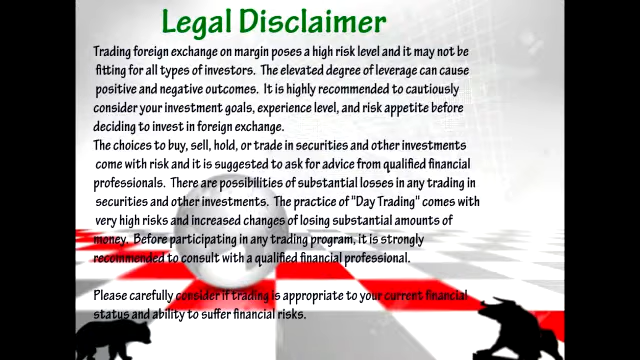 Legal Disclaimer
Trading foreign exchange on margin poses a high risk level and it may not be
fitting for all types of investors. The elevated degree of leverage can cause
positive and negative outcomes. It is highly recommended to cautiously
consider your investment goals, experience level, and risk appetite before
deciding to invest in foreign exchange.
The choices to buy, sell, hold, or trade in securities and other investments
come with risk and it is suggested to ask for advice from qualified financial
professionals. There are possibilities of substantial losses in any trading in
securities and other investments. The practice of "Day Trading" comes with
very high risks and increased changes of losing substantial amounts of
money. Before participating in any trading program, it is strongly
recommended to consult with a qualified financial professional.
Please carefully consider if trading is appropriate to your current financial
status and ability to suffer financial risks.